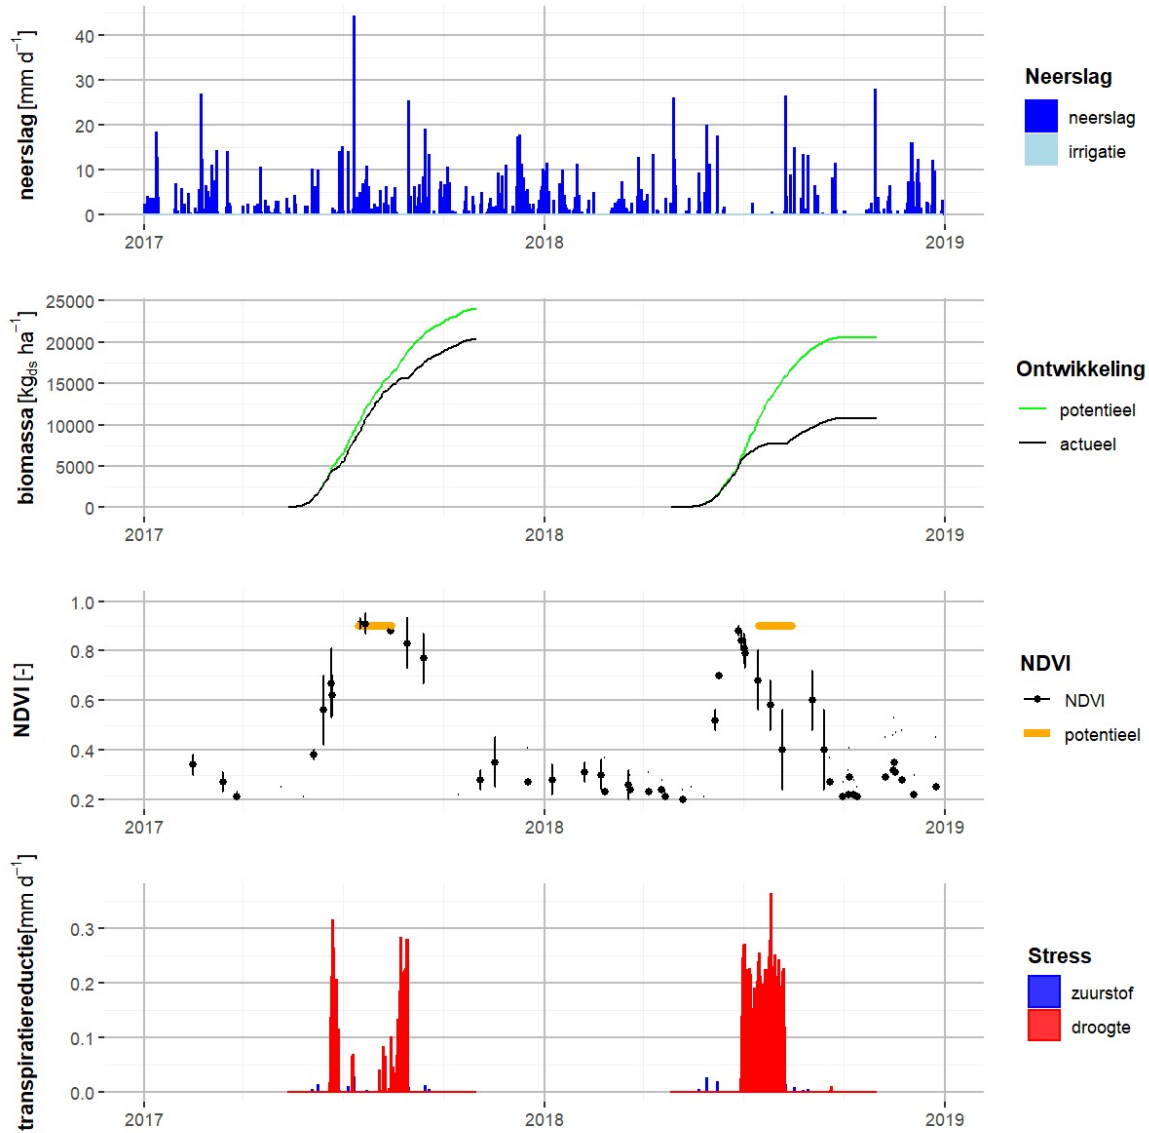 neerslag [mm d⁻¹]
40
30
20
10
0
2017
2018
2019
Neerslag
neerslag
irrigatie
biomassa [kg_ds ha⁻¹]
25000
20000
15000
10000
5000
0
2017
2018
2019
Ontwikkeling
potentieel
actueel
NDVI [-]
1.0
0.8
0.6
0.4
0.2
2017
2018
2019
NDVI
NDVI
potentieel
transpiratiereductie[mm d⁻¹]
0.3
0.2
0.1
0.0
2017
2018
2019
Stress
zuurstof
droogte